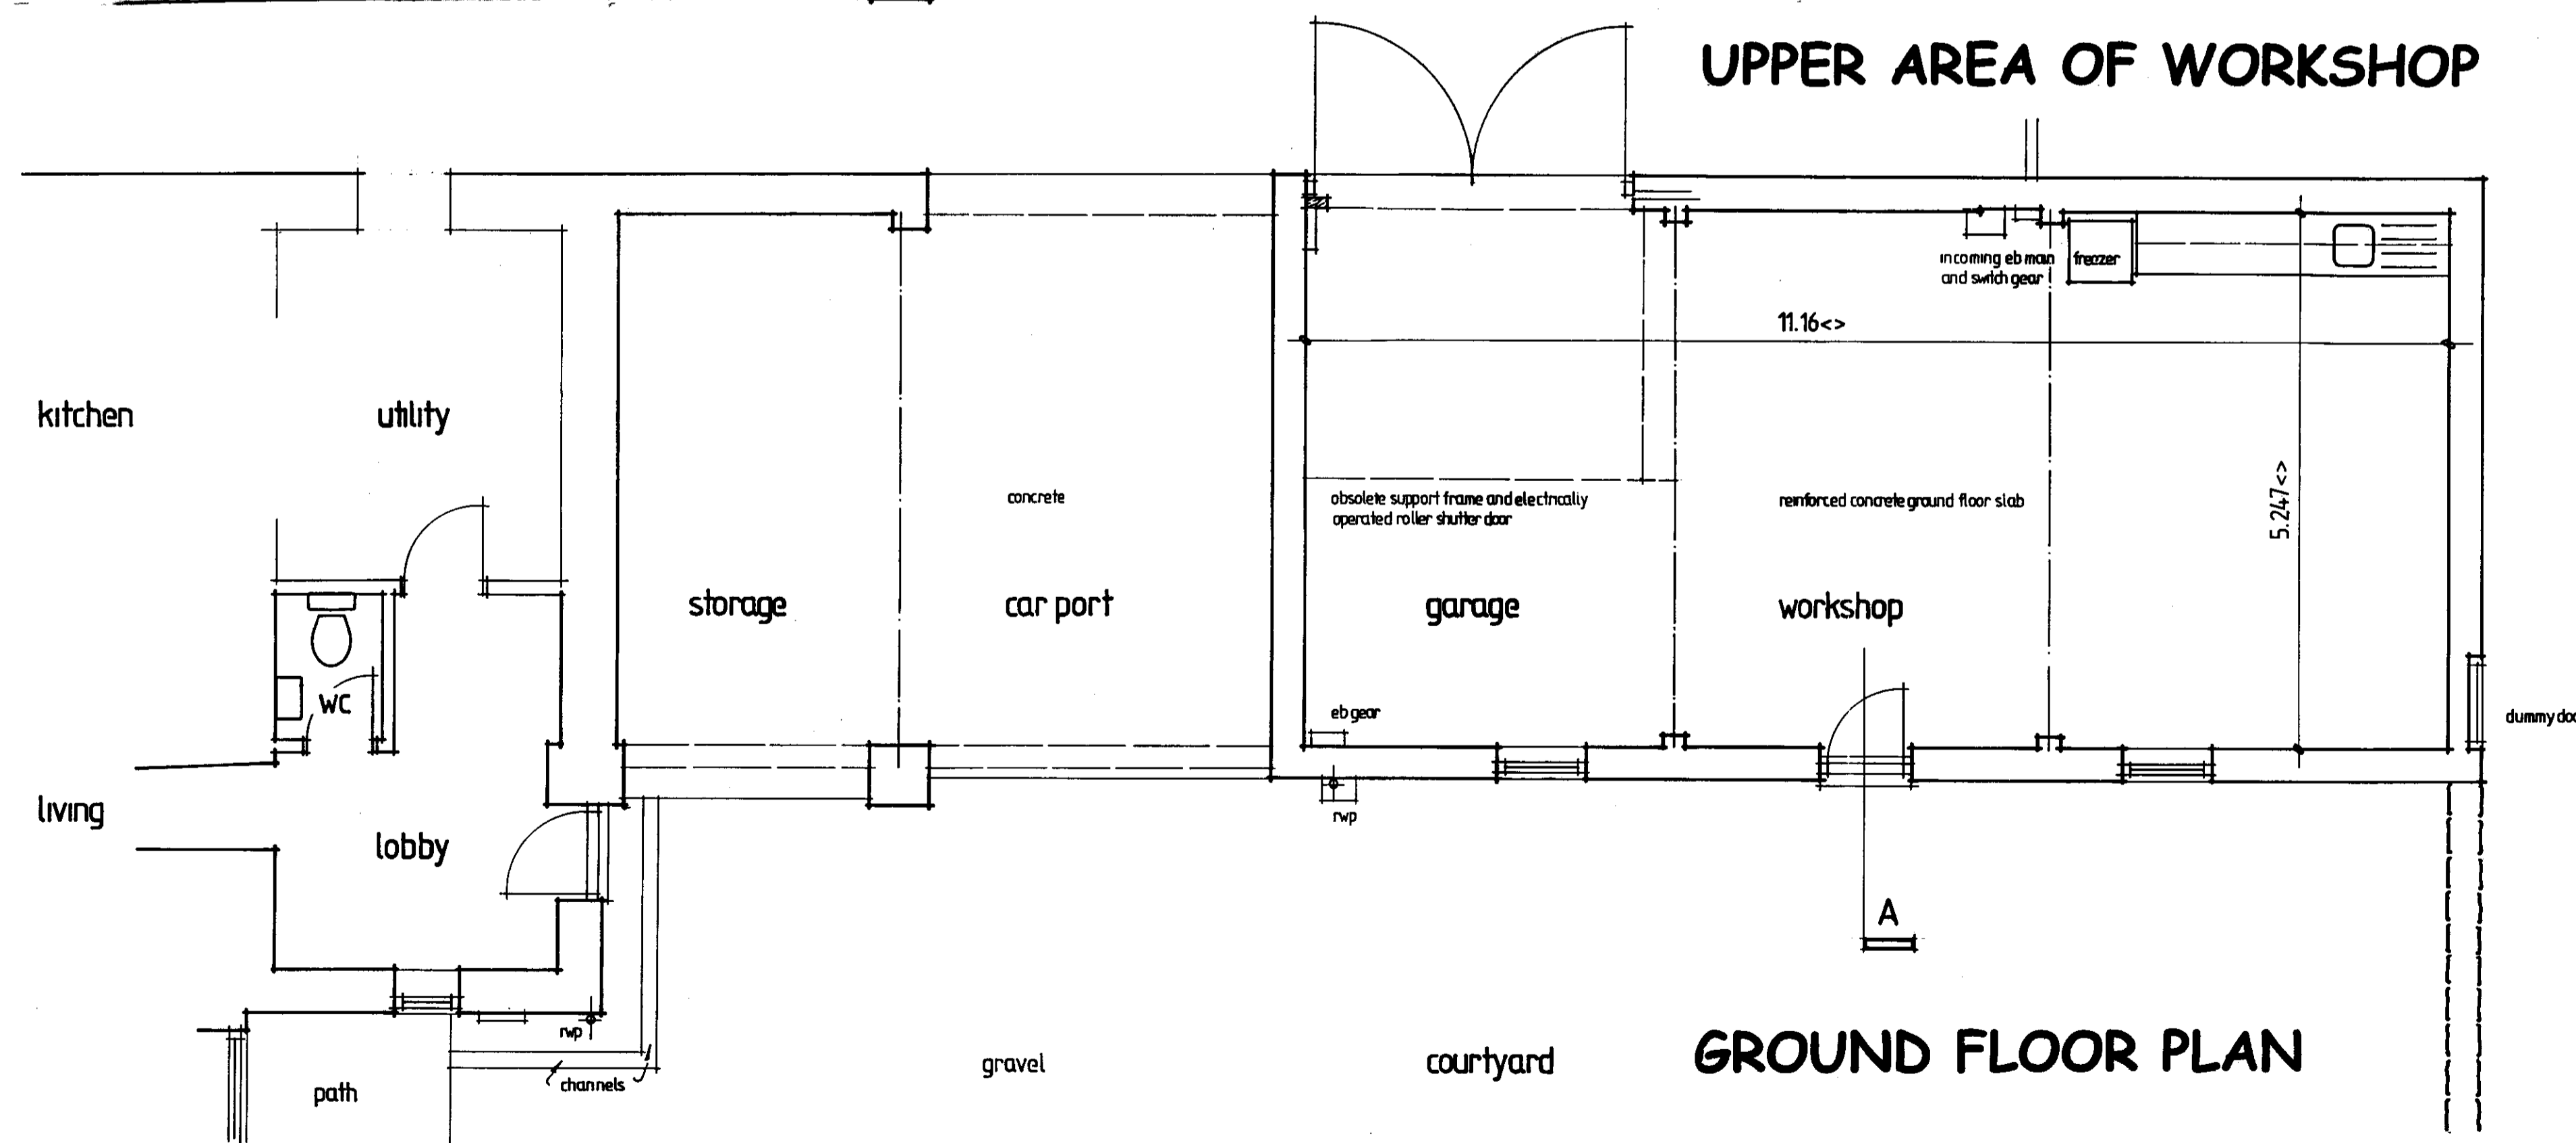 UPPER AREA OF WORKSHOP
incoming eb main
and switch gear
freezer
11.16<>
kitchen
utility
concrete
obsolete support frame and electrically
operated roller shutter door
reinforced concrete ground floor slab
5.247<>
storage
car port
garage
workshop
WC
eb gear
dummy
living
rwp
lobby
A
rwp
gravel
courtyard
GROUND FLOOR PLAN
channels
path